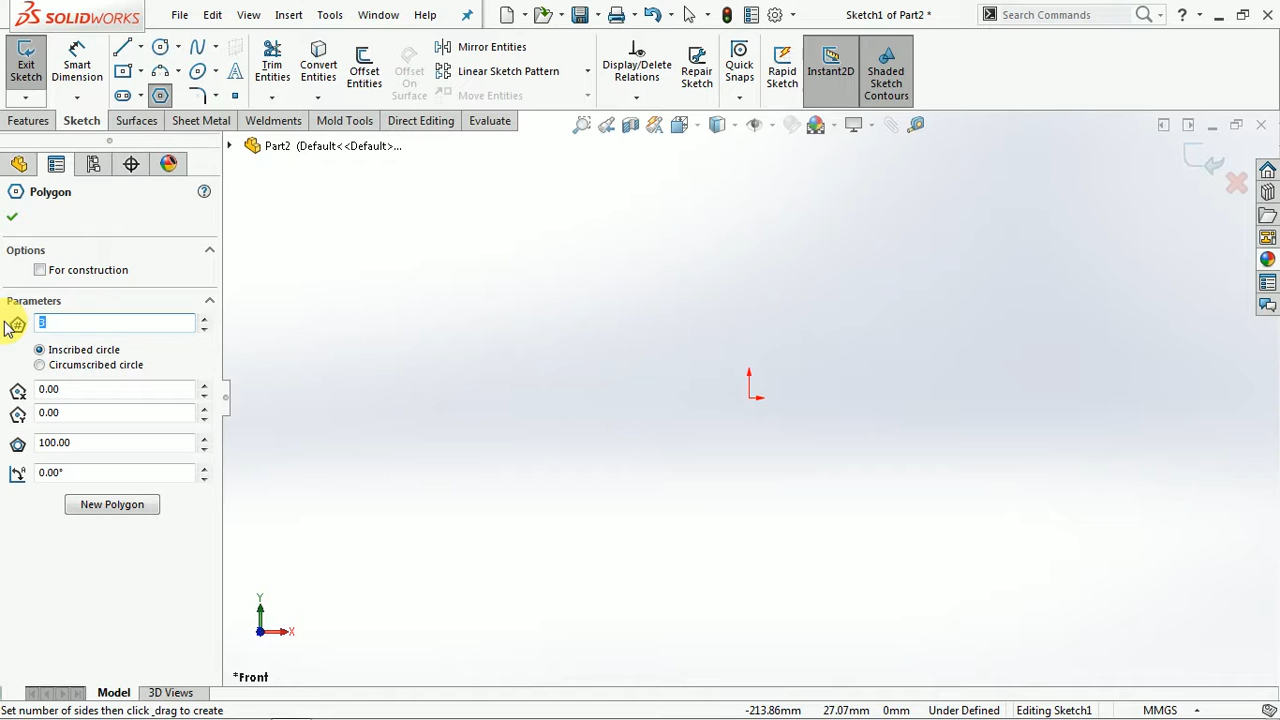 SOLIDWORKS
File Edit View Insert Tools Window Help
Sketch1 of Part2 *
Search Commands
Exit Sketch
Smart Dimension
Trim Entities
Convert Entities
Offset Entities
Offset On Surface
Mirror Entities
Linear Sketch Pattern
Move Entities
Display/Delete Relations
Repair Sketch
Quick Snaps
Rapid Sketch
Instant2D
Shaded Sketch Contours
Features Sketch Surfaces Sheet Metal Weldments Mold Tools Direct Editing Evaluate
Part2 (Default<<Default>...
Polygon
Options
For construction
Parameters
3
Inscribed circle
Circumscribed circle
0.00
0.00
100.00
0.00°
New Polygon
Y
X
*Front
Model 3D Views
Set number of sides then click _drag to create
-213.86mm 27.07mm 0mm Under Defined Editing Sketch1 MMGS